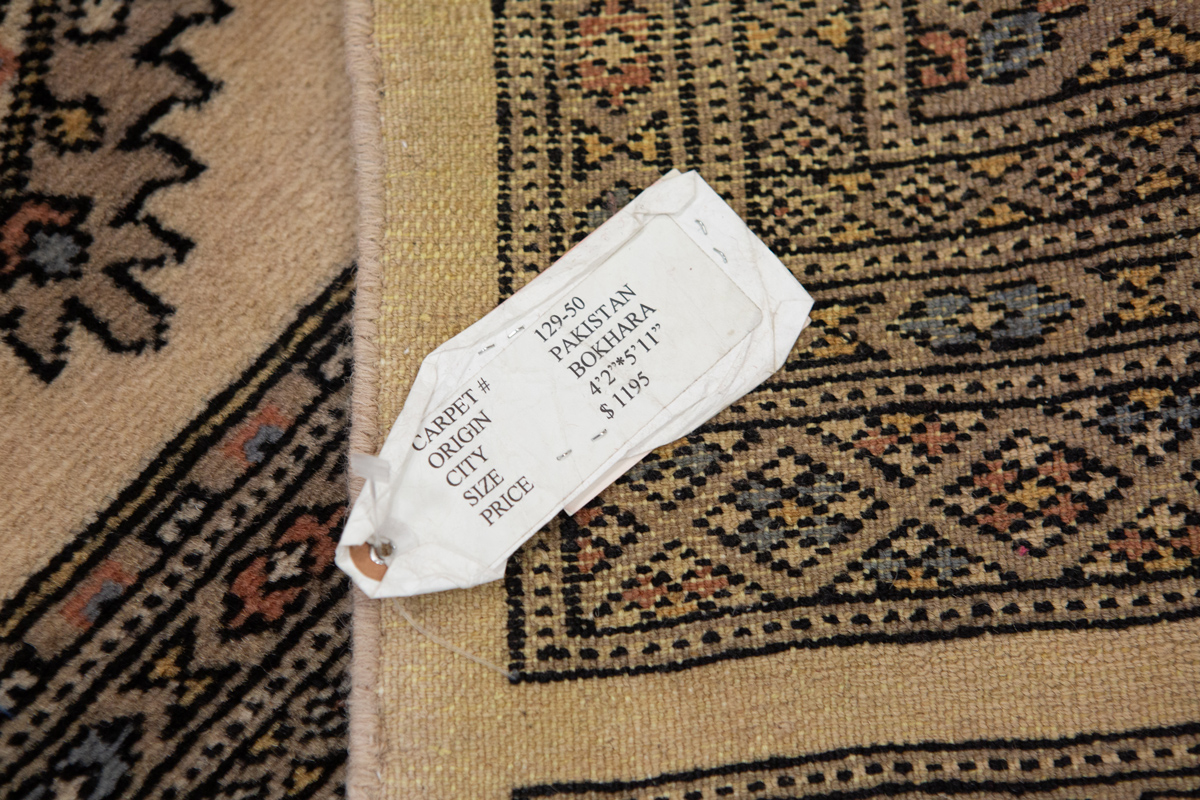 CARPET # 129-50
ORIGIN PAKISTAN
CITY BOKHARA
SIZE 4’2”*5’11”
PRICE $ 1195